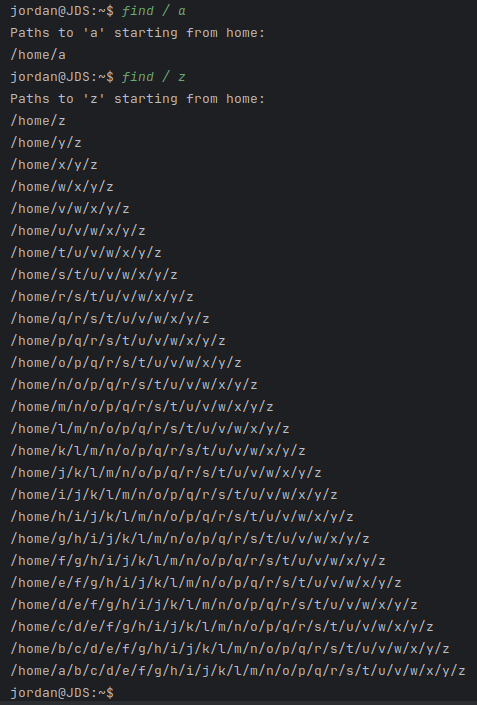 jordan@JDS:~$ find / a
Paths to 'a' starting from home:
/home/a
jordan@JDS:~$ find / z
Paths to 'z' starting from home:
/home/z
/home/y/z
/home/x/y/z
/home/w/x/y/z
/home/v/w/x/y/z
/home/u/v/w/x/y/z
/home/t/u/v/w/x/y/z
/home/s/t/u/v/w/x/y/z
/home/r/s/t/u/v/w/x/y/z
/home/q/r/s/t/u/v/w/x/y/z
/home/p/q/r/s/t/u/v/w/x/y/z
/home/o/p/q/r/s/t/u/v/w/x/y/z
/home/n/o/p/q/r/s/t/u/v/w/x/y/z
/home/m/n/o/p/q/r/s/t/u/v/w/x/y/z
/home/l/m/n/o/p/q/r/s/t/u/v/w/x/y/z
/home/k/l/m/n/o/p/q/r/s/t/u/v/w/x/y/z
/home/j/k/l/m/n/o/p/q/r/s/t/u/v/w/x/y/z
/home/i/j/k/l/m/n/o/p/q/r/s/t/u/v/w/x/y/z
/home/h/i/j/k/l/m/n/o/p/q/r/s/t/u/v/w/x/y/z
/home/g/h/i/j/k/l/m/n/o/p/q/r/s/t/u/v/w/x/y/z
/home/f/g/h/i/j/k/l/m/n/o/p/q/r/s/t/u/v/w/x/y/z
/home/e/f/g/h/i/j/k/l/m/n/o/p/q/r/s/t/u/v/w/x/y/z
/home/d/e/f/g/h/i/j/k/l/m/n/o/p/q/r/s/t/u/v/w/x/y/z
/home/c/d/e/f/g/h/i/j/k/l/m/n/o/p/q/r/s/t/u/v/w/x/y/z
/home/b/c/d/e/f/g/h/i/j/k/l/m/n/o/p/q/r/s/t/u/v/w/x/y/z
/home/a/b/c/d/e/f/g/h/i/j/k/l/m/n/o/p/q/r/s/t/u/v/w/x/y/z
jordan@JDS:~$